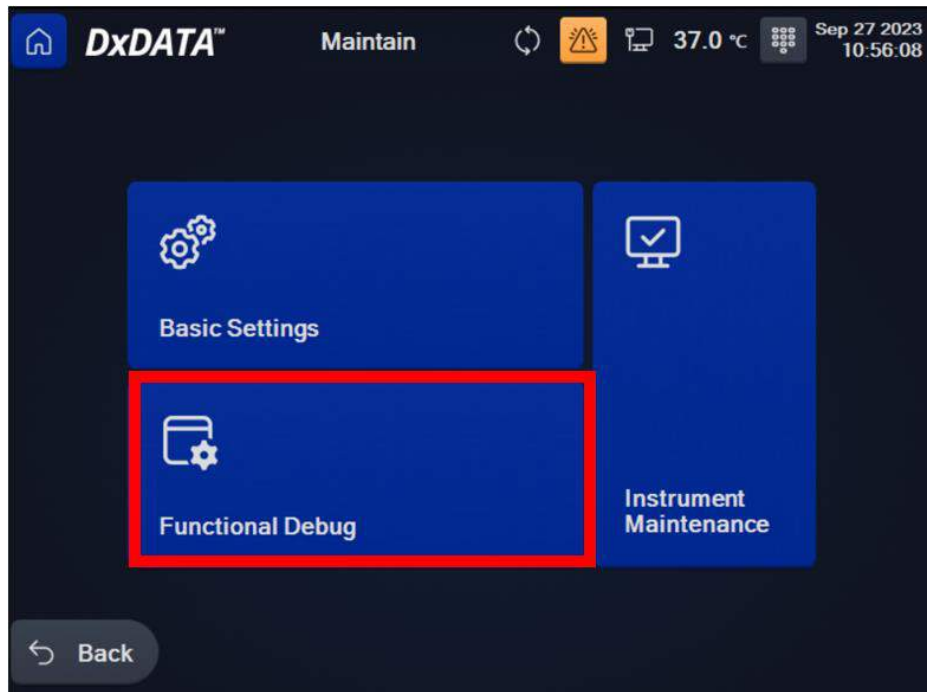 DxDATA™ Maintain 37.0 ℃ Sep 27 2023
10:56:08
Basic Settings
Functional Debug
Instrument
Maintenance
Back